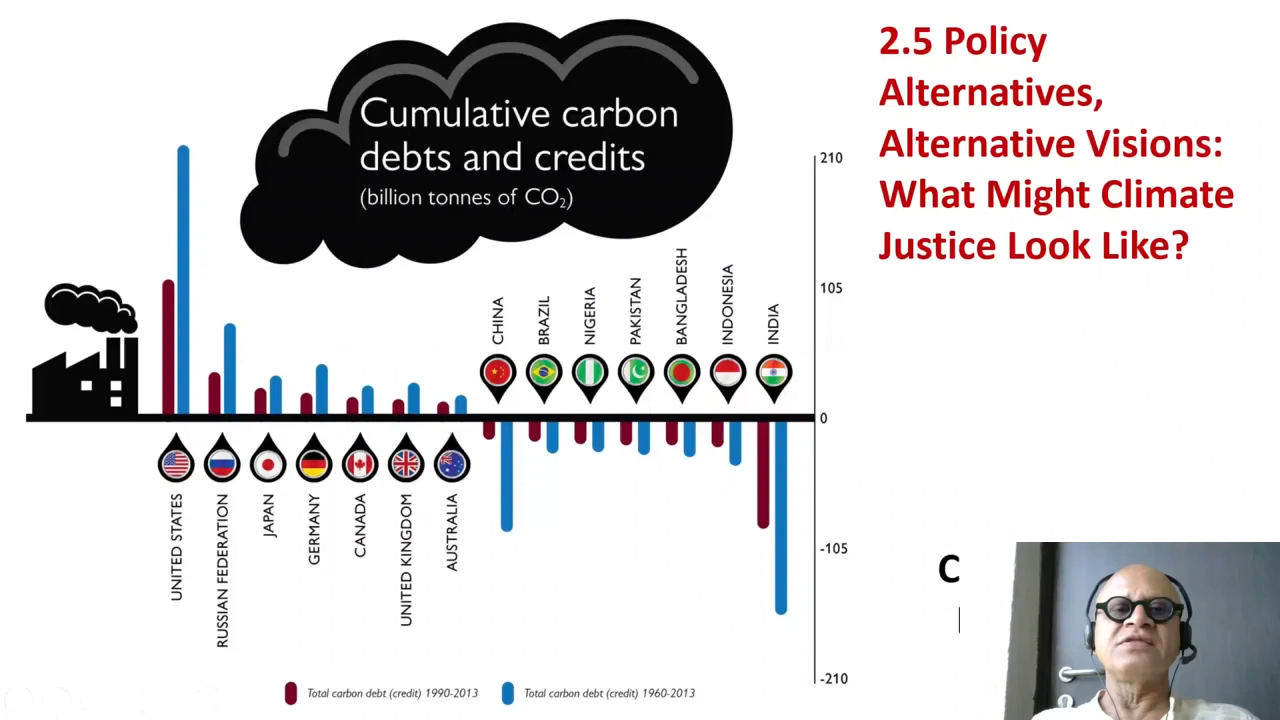 Cumulative carbon
debts and credits
(billion tonnes of CO₂)
2.5 Policy
Alternatives,
Alternative Visions:
What Might Climate
Justice Look Like?
210
105
0
-105
-210
CHINA
BRAZIL
NIGERIA
PAKISTAN
BANGLADESH
INDONESIA
INDIA
UNITED STATES
RUSSIAN FEDERATION
JAPAN
GERMANY
CANADA
UNITED KINGDOM
AUSTRALIA
C
Total carbon debt (credit) 1990-2013
Total carbon debt (credit) 1960-2013